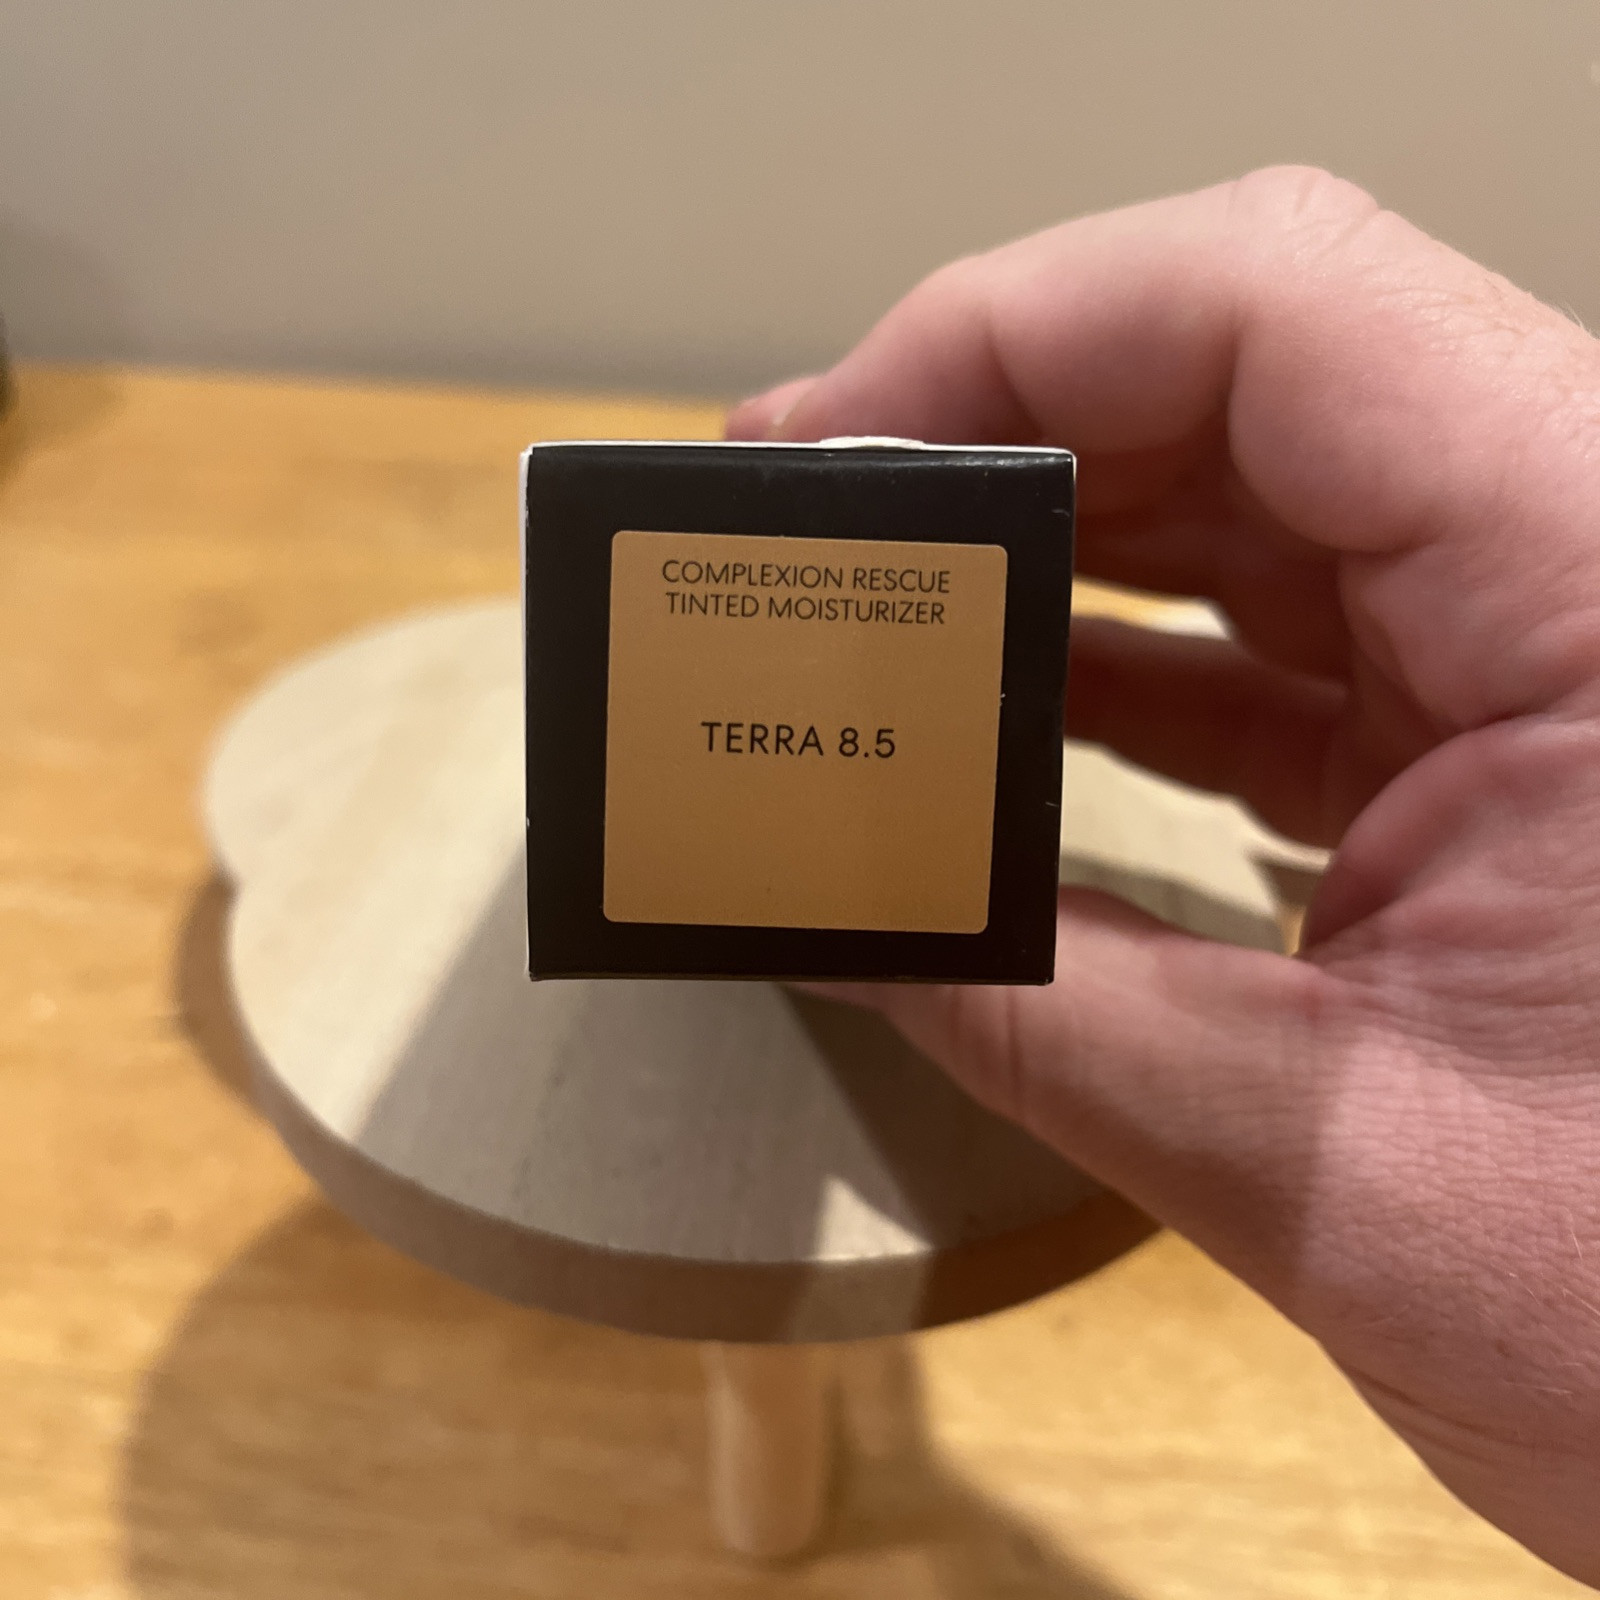 COMPLEXION RESCUE
TINTED MOISTURIZER
TERRA 8.5